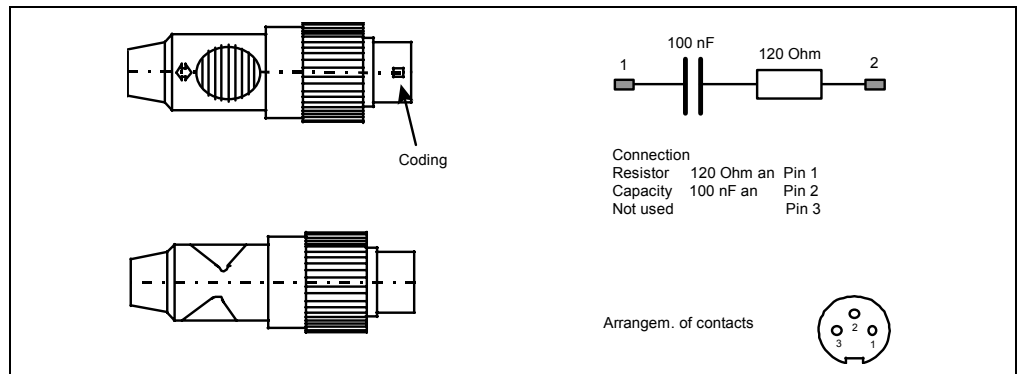 Coding
100 nF
120 Ohm
1
2
Connection
Resistor 120 Ohm an Pin 1
Capacity 100 nF an Pin 2
Not used Pin 3
Arrangem. of contacts
2
3 1